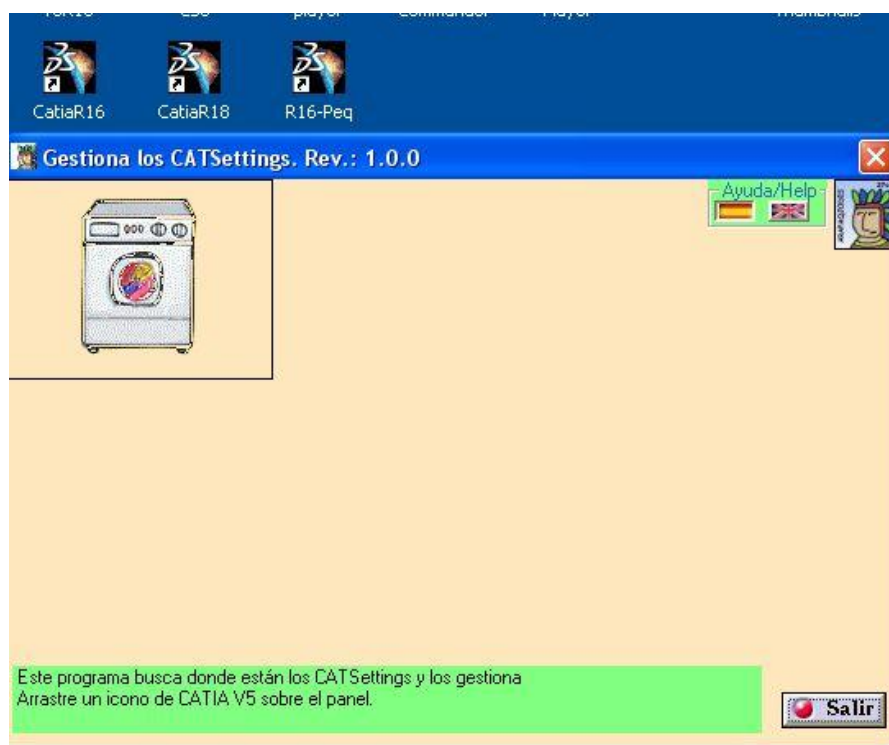 CatiaR16 CatiaR18 R16-Peq
Gestiona los CATSettings. Rev.: 1.0.0
Ayuda/Help
Este programa busca donde están los CATSettings y los gestiona
Arrastre un icono de CATIA V5 sobre el panel.
Salir